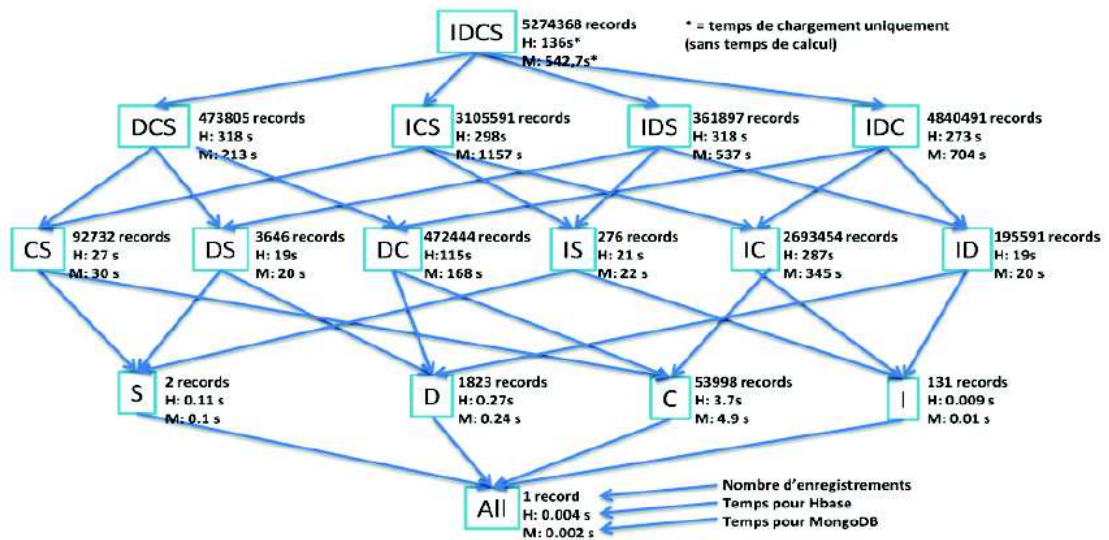 IDCS
5274368 records
H: 136s*
M: 542,7s*
* = temps de chargement uniquement
(sans temps de calcul)
DCS
473805 records
H: 318 s
M: 213 s
ICS
3105591 records
H: 298s
M: 1157 s
IDS
361897 records
H: 318 s
M: 537 s
IDC
4840491 records
H: 273 s
M: 704 s
CS
92732 records
H: 27 s
M: 30 s
DS
3646 records
H: 19s
M: 20 s
DC
472444 records
H:115s
M: 168 s
IS
276 records
H: 21 s
M: 22 s
IC
2693454 records
H: 287s
M: 345 s
ID
195591 records
H: 19s
M: 20 s
S
2 records
H: 0.11 s
M: 0.1 s
D
1823 records
H: 0.27s
M: 0.24 s
C
53998 records
H: 3.7s
M: 4.9 s
I
131 records
H: 0.009 s
M: 0.01 s
All
1 record
H: 0.004 s
M: 0.002 s
Nombre d'enregistrements
Temps pour Hbase
Temps pour MongoDB